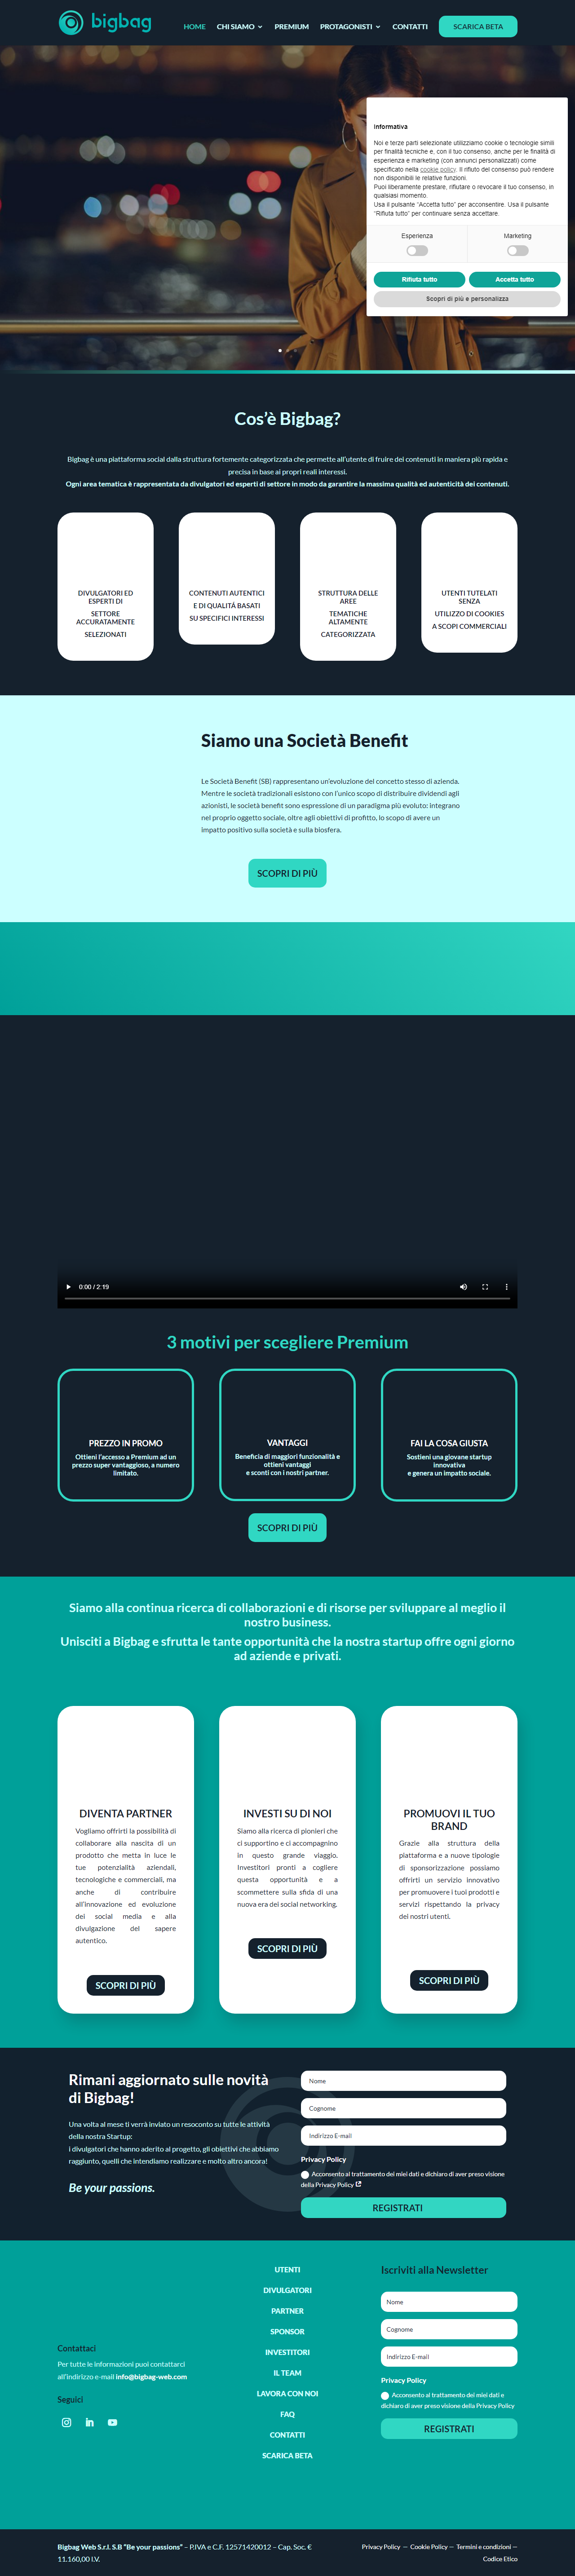 bigbag
HOME
CHI SIAMO
PREMIUM
PROTAGONISTI
CONTATTI
SCARICA BETA
Informativa
Noi e terze parti selezionate utilizziamo cookie o tecnologie simili
per finalità tecniche e, con il tuo consenso, anche per le finalità di
esperienza e marketing (con annunci personalizzati) come
specificato nella cookie policy. Il rifiuto del consenso può rendere
non disponibili le relative funzioni.
Puoi liberamente prestare, rifiutare o revocare il tuo consenso, in
qualsiasi momento.
Usa il pulsante “Accetta tutto” per acconsentire. Usa il pulsante
“Rifiuta tutto” per continuare senza accettare.
Esperienza
Marketing
Rifiuta tutto
Accetta tutto
Scopri di più e personalizza
Cos’è Bigbag?
Bigbag è una piattaforma social dalla struttura fortemente categorizzata che permette all’utente di fruire dei contenuti in maniera più rapida e
precisa in base ai propri reali interessi.
Ogni area tematica è rappresentata da divulgatori ed esperti di settore in modo da garantire la massima qualità ed autenticità dei contenuti.
DIVULGATORI ED
ESPERTI DI
SETTORE
ACCURATAMENTE
SELEZIONATI
CONTENUTI AUTENTICI
E DI QUALITÁ BASATI
SU SPECIFICI INTERESSI
STRUTTURA DELLE
AREE
TEMATICHE
ALTAMENTE
CATEGORIZZATA
UTENTI TUTELATI
SENZA
UTILIZZO DI COOKIES
A SCOPI COMMERCIALI
Siamo una Società Benefit
Le Società Benefit (SB) rappresentano un’evoluzione del concetto stesso di azienda.
Mentre le società tradizionali esistono con l’unico scopo di distribuire dividendi agli
azionisti, le società benefit sono espressione di un paradigma più evoluto: integrano
nel proprio oggetto sociale, oltre agli obiettivi di profitto, lo scopo di avere un
impatto positivo sulla società e sulla biosfera.
SCOPRI DI PIÙ
0:00 / 2:19
3 motivi per scegliere Premium
PREZZO IN PROMO
Ottieni l’accesso a Premium ad un
prezzo super vantaggioso, a numero
limitato.
VANTAGGI
Beneficia di maggiori funzionalità e
ottieni vantaggi
e sconti con i nostri partner.
FAI LA COSA GIUSTA
Sostieni una giovane startup
innovativa
e genera un impatto sociale.
SCOPRI DI PIÙ
Siamo alla continua ricerca di collaborazioni e di risorse per sviluppare al meglio il
nostro business.
Unisciti a Bigbag e sfrutta le tante opportunità che la nostra startup offre ogni giorno
ad aziende e privati.
DIVENTA PARTNER
Vogliamo offrirti la possibilità di
collaborare alla nascita di un
prodotto che metta in luce le
tue potenzialità aziendali,
tecnologiche e commerciali, ma
anche di contribuire
all’innovazione ed evoluzione
dei social media e alla
divulgazione del sapere
autentico.
SCOPRI DI PIÙ
INVESTI SU DI NOI
Siamo alla ricerca di pionieri che
ci supportino e ci accompagnino
in questo grande viaggio.
Investitori pronti a cogliere
questa opportunità e a
scommettere sulla sfida di una
nuova era dei social networking.
SCOPRI DI PIÙ
PROMUOVI IL TUO
BRAND
Grazie alla struttura della
piattaforma e a nuove tipologie
di sponsorizzazione possiamo
offrirti un servizio innovativo
per promuovere i tuoi prodotti e
servizi rispettando la privacy
dei nostri utenti.
SCOPRI DI PIÙ
Rimani aggiornato sulle novità
di Bigbag!
Una volta al mese ti verrà inviato un resoconto su tutte le attività
della nostra Startup:
i divulgatori che hanno aderito al progetto, gli obiettivi che abbiamo
raggiunto, quelli che intendiamo realizzare e molto altro ancora!
Be your passions.
Nome
Cognome
Indirizzo E-mail
Privacy Policy
Acconsento al trattamento dei miei dati e dichiaro di aver preso visione
della Privacy Policy
REGISTRATI
Contattaci
Per tutte le informazioni puoi contattarci
all’indirizzo e-mail info@bigbag-web.com
Seguici
UTENTI
DIVULGATORI
PARTNER
SPONSOR
INVESTITORI
IL TEAM
LAVORA CON NOI
FAQ
CONTATTI
SCARICA BETA
Iscriviti alla Newsletter
Nome
Cognome
Indirizzo E-mail
Privacy Policy
Acconsento al trattamento dei miei dati e
dichiaro di aver preso visione della Privacy Policy
REGISTRATI
Bigbag Web S.r.l. S.B “Be your passions” – P.IVA e C.F. 12571420012 – Cap. Soc. €
11.160,00 I.V.
Privacy Policy – Cookie Policy – Termini e condizioni –
Codice Etico